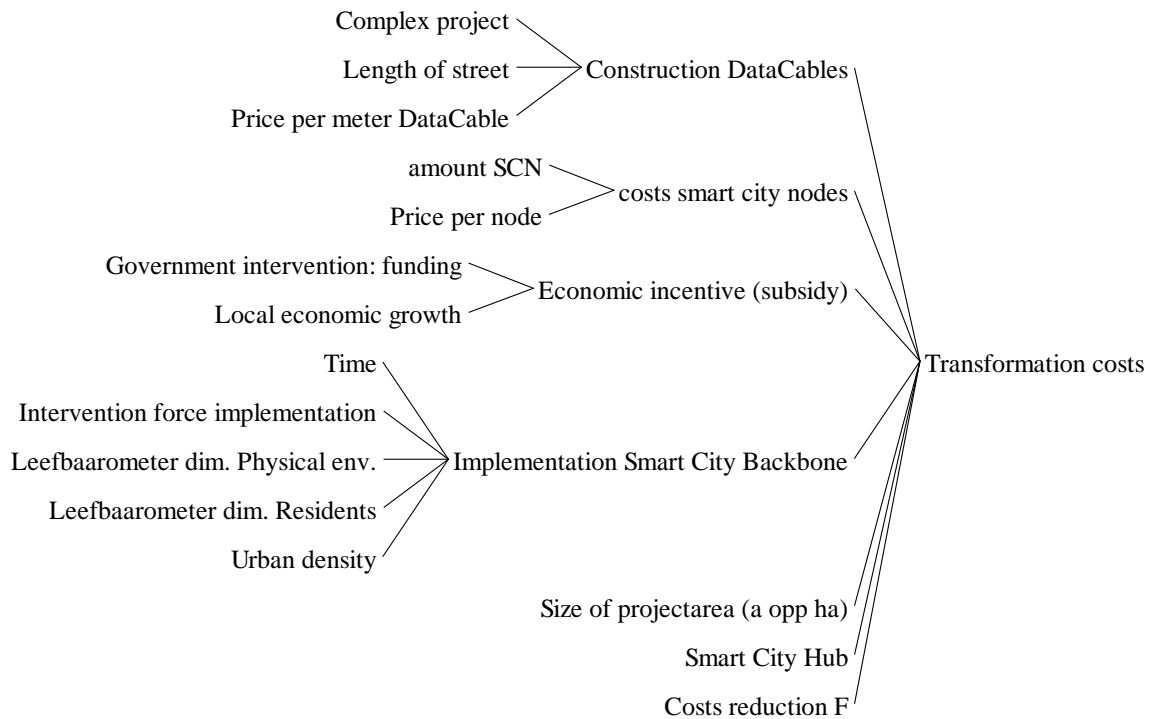 Complex project
Length of street
Construction DataCables
Price per meter DataCable
amount SCN
costs smart city nodes
Price per node
Government intervention: funding
Economic incentive (subsidy)
Local economic growth
Time
Transformation costs
Intervention force implementation
Leefbaarometer dim. Physical env.
Implementation Smart City Backbone
Leefbaarometer dim. Residents
Urban density
Size of projectarea (a opp ha)
Smart City Hub
Costs reduction F